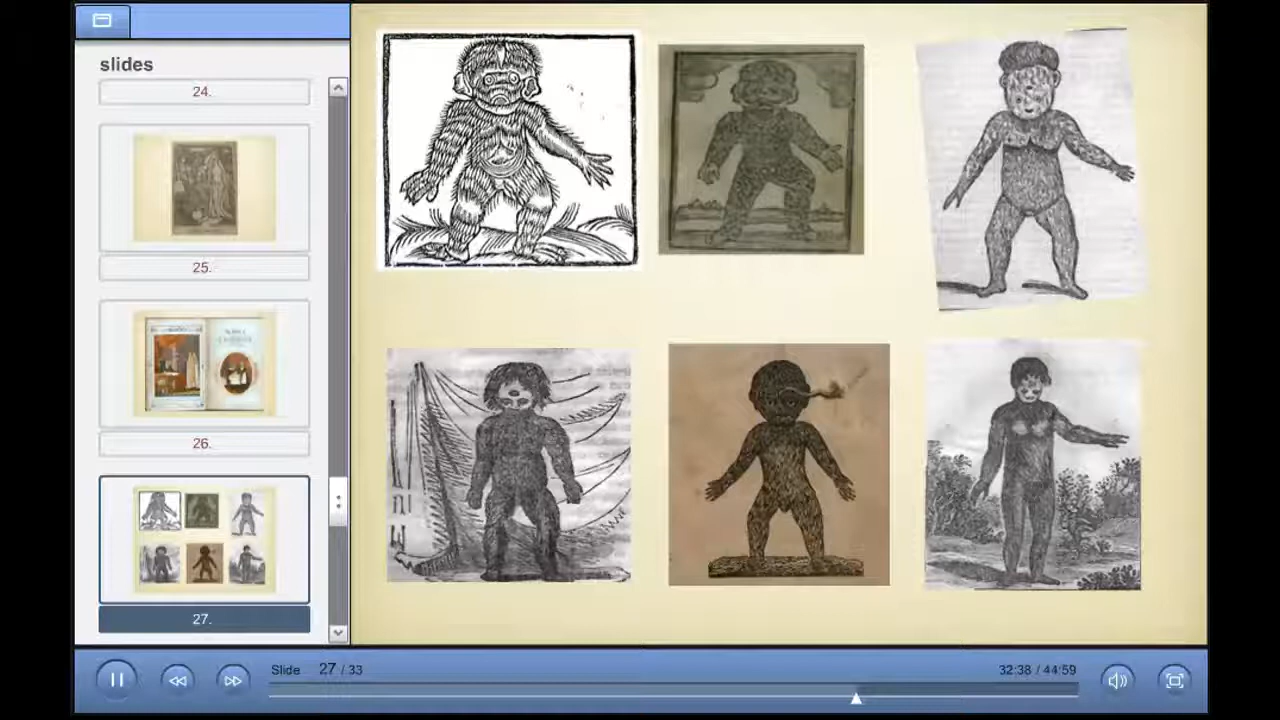 slides
24.
25.
26.
27.
Slide 27 / 33
32:38 / 44:59